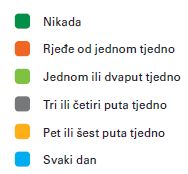 Nikada
Rjeđe od jednom tjedno
Jednom ili dvaput tjedno
Tri ili četiri puta tjedno
Pet ili šest puta tjedno
Svaki dan